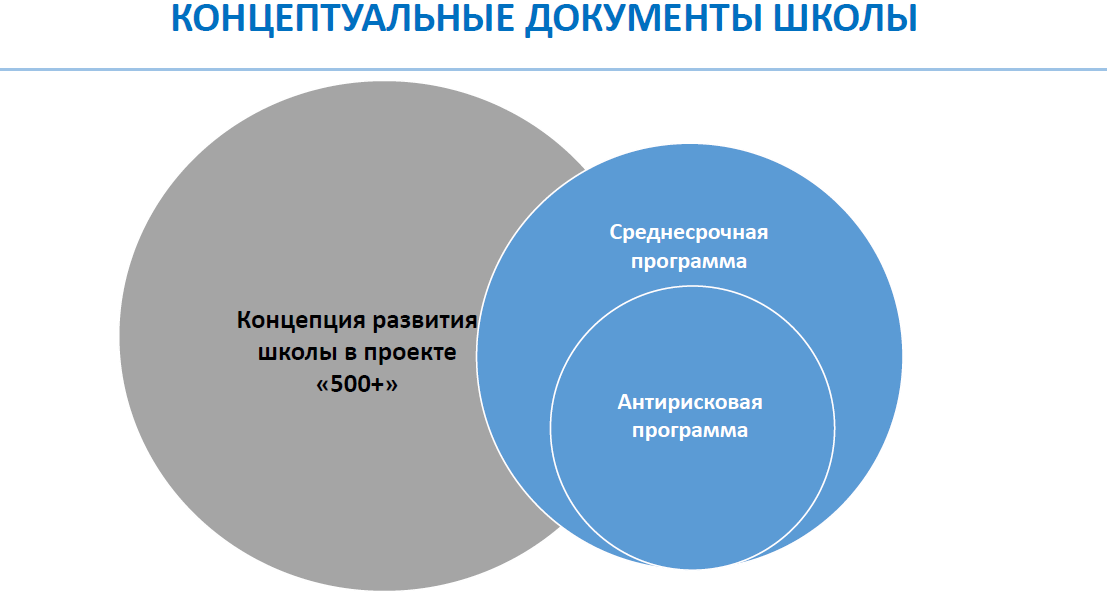 КОНЦЕПТУАЛЬНЫЕ ДОКУМЕНТЫ ШКОЛЫ
Среднесрочная
программа
Концепция развития
школы в проекте
«500+»
Антирисковая
программа